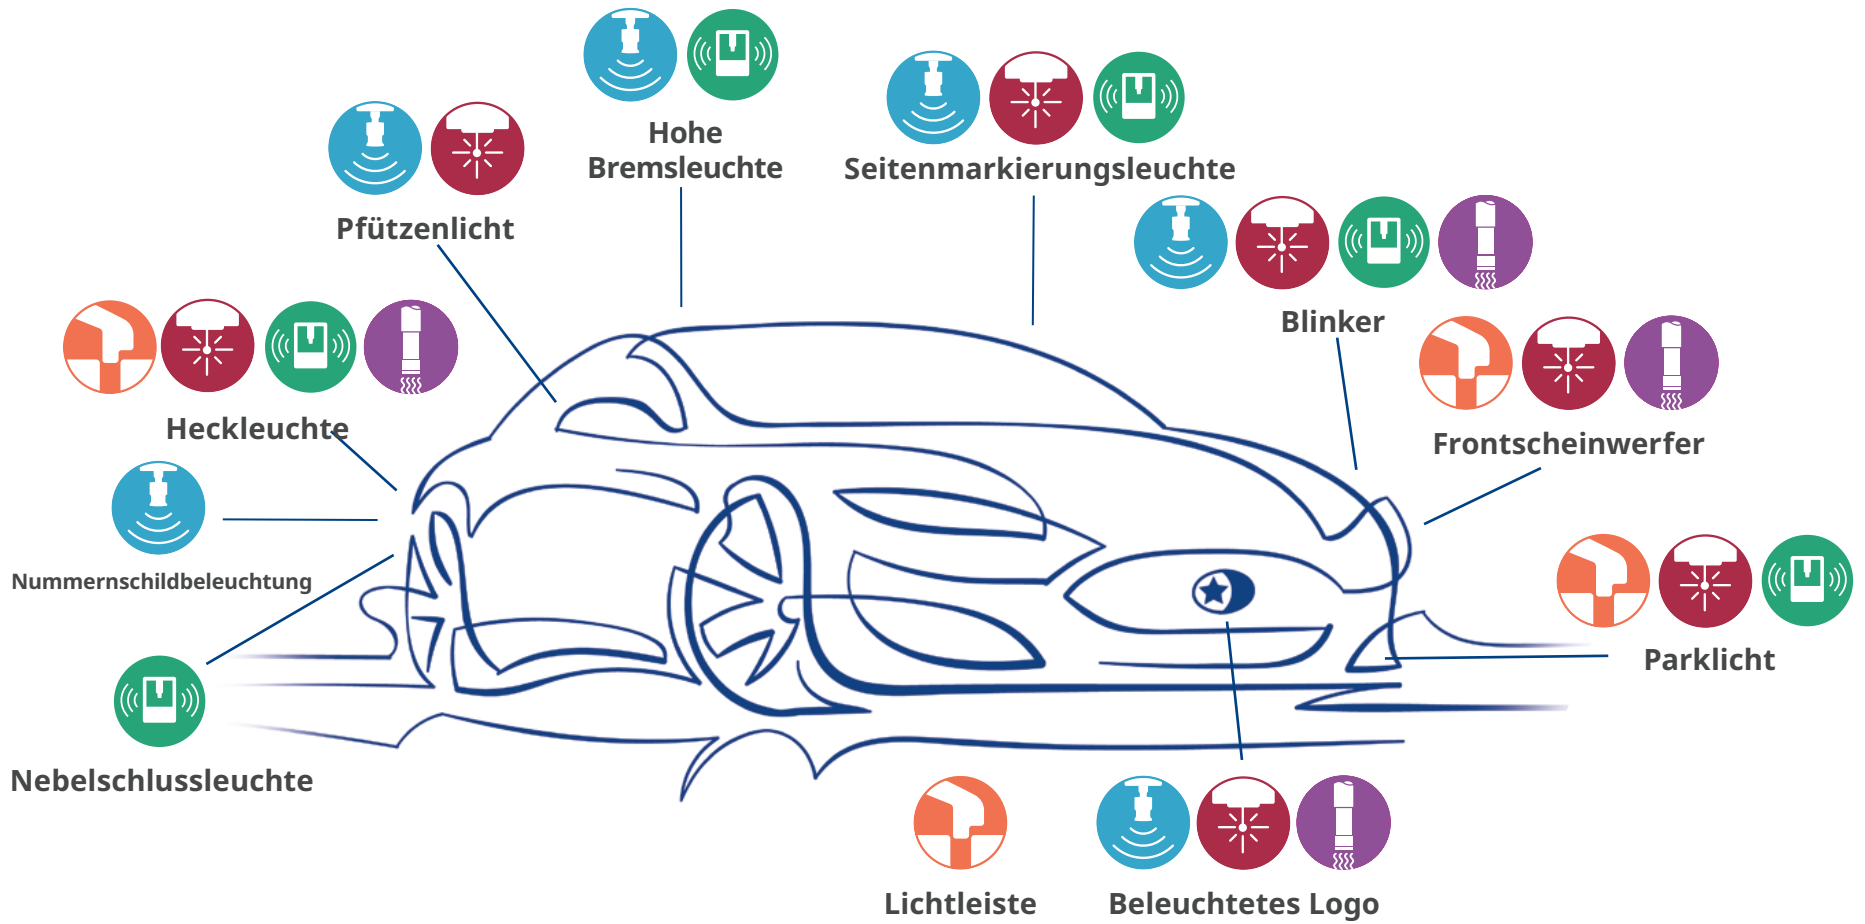 Hohe
Bremsleuchte
Seitenmarkierungsleuchte
Pfützenlicht
Blinker
Heckleuchte
Frontscheinwerfer
Nummernschildbeleuchtung
Parklicht
Nebelschlussleuchte
Lichtleiste
Beleuchtetes Logo